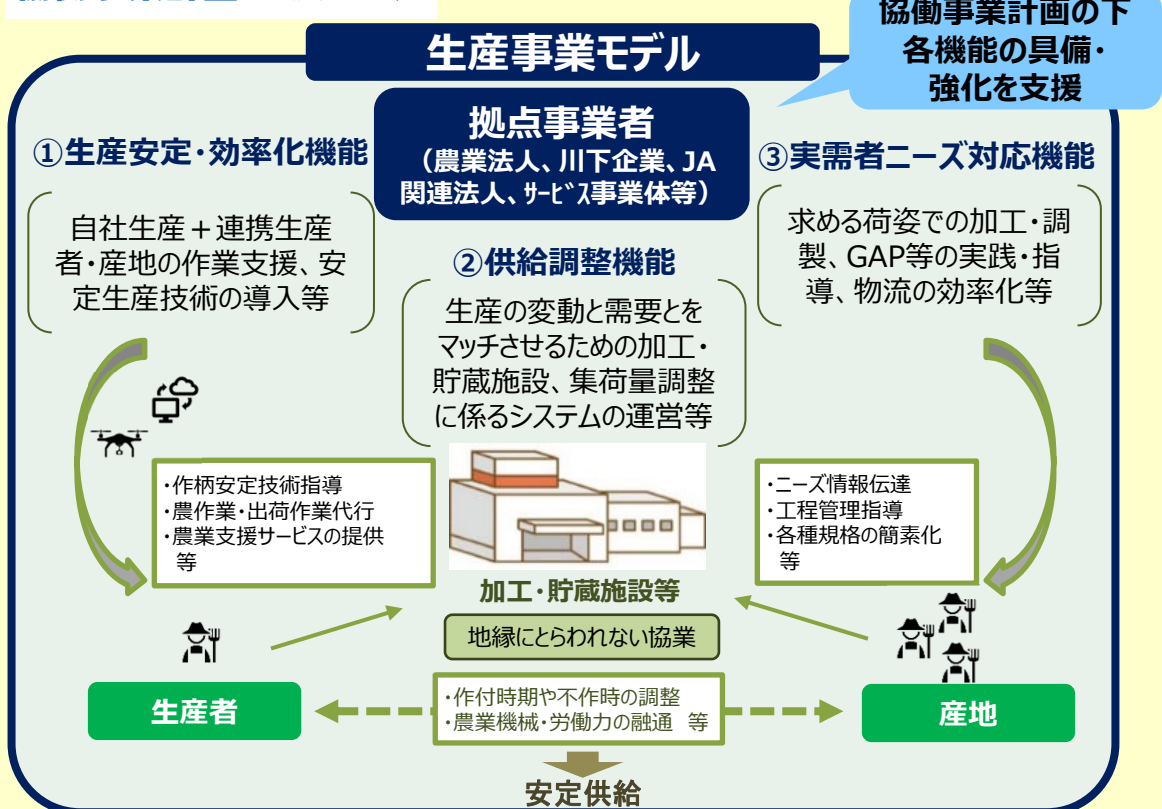 協働事業計画の下
各機能の具備・
強化を支援
生産事業モデル
拠点事業者
（農業法人、川下企業、JA
関連法人、ｻｰﾋﾞｽ事業体等）
①生産安定・効率化機能
自社生産＋連携生産
者・産地の作業支援、安
定生産技術の導入等
②供給調整機能
生産の変動と需要とを
マッチさせるための加工・
貯蔵施設、集荷量調整
に係るシステムの運営等
③実需者ニーズ対応機能
求める荷姿での加工・調
製、GAP等の実践・指
導、物流の効率化等
・作柄安定技術指導
・農作業・出荷作業代行
・農業支援サービスの提供
等
・ニーズ情報伝達
・工程管理指導
・各種規格の簡素化
等
加工・貯蔵施設等
地縁にとらわれない協業
生産者
・作付時期や不作時の調整
・農業機械・労働力の融通　等
産地
安定供給